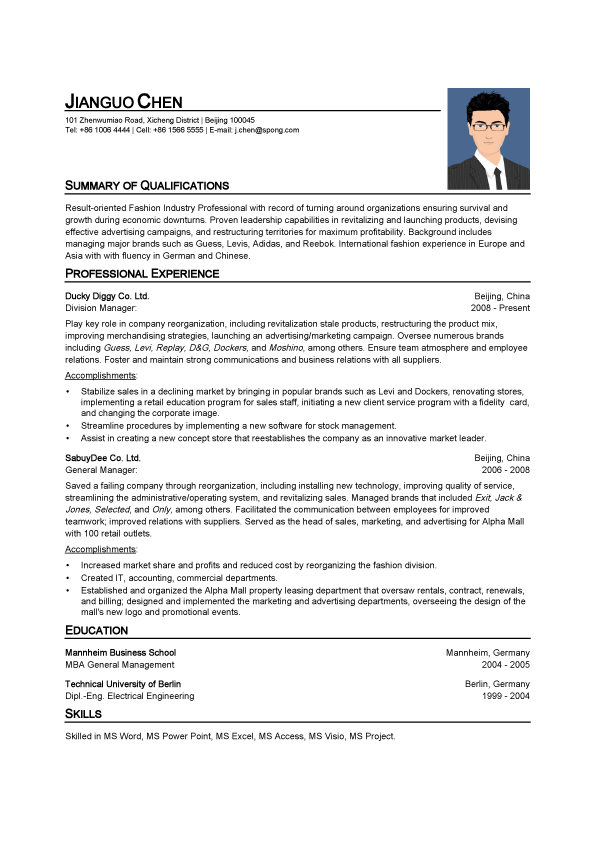 JIANGUO CHEN
101 Zhenwumiao Road, Xicheng District | Beijing 100045
Tel: +86 1006 4444 | Cell: +86 1566 5555 | E-mail: j.chen@spong.com
SUMMARY OF QUALIFICATIONS
Result-oriented Fashion Industry Professional with record of turning around organizations ensuring survival and
growth during economic downturns. Proven leadership capabilities in revitalizing and launching products, devising
effective advertising campaigns, and restructuring territories for maximum profitability. Background includes
managing major brands such as Guess, Levis, Adidas, and Reebok. International fashion experience in Europe and
Asia with with fluency in German and Chinese.
PROFESSIONAL EXPERIENCE
Ducky Diggy Co. Ltd. Beijing, China
Division Manager: 2008 - Present
Play key role in company reorganization, including revitalization stale products, restructuring the product mix,
improving merchandising strategies, launching an advertising/marketing campaign. Oversee numerous brands
including Guess, Levi, Replay, D&G, Dockers, and Moshino, among others. Ensure team atmosphere and employee
relations. Foster and maintain strong communications and business relations with all suppliers.
Accomplishments:
• Stabilize sales in a declining market by bringing in popular brands such as Levi and Dockers, renovating stores,
implementing a retail education program for sales staff, initiating a new client service program with a fidelity card,
and changing the corporate image.
• Streamline procedures by implementing a new software for stock management.
• Assist in creating a new concept store that reestablishes the company as an innovative market leader.
SabuyDee Co. Ltd. Beijing, China
General Manager: 2006 - 2008
Saved a failing company through reorganization, including installing new technology, improving quality of service,
streamlining the administrative/operating system, and revitalizing sales. Managed brands that included Exit, Jack &
Jones, Selected, and Only, among others. Facilitated the communication between employees for improved
teamwork; improved relations with suppliers. Served as the head of sales, marketing, and advertising for Alpha Mall
with 100 retail outlets.
Accomplishments:
• Increased market share and profits and reduced cost by reorganizing the fashion division.
• Created IT, accounting, commercial departments.
• Established and organized the Alpha Mall property leasing department that oversaw rentals, contract, renewals,
and billing; designed and implemented the marketing and advertising departments, overseeing the design of the
mall's new logo and promotional events.
EDUCATION
Mannheim Business School Mannheim, Germany
MBA General Management 2004 - 2005
Technical University of Berlin Berlin, Germany
Dipl.-Eng. Electrical Engineering 1999 - 2004
SKILLS
Skilled in MS Word, MS Power Point, MS Excel, MS Access, MS Visio, MS Project.